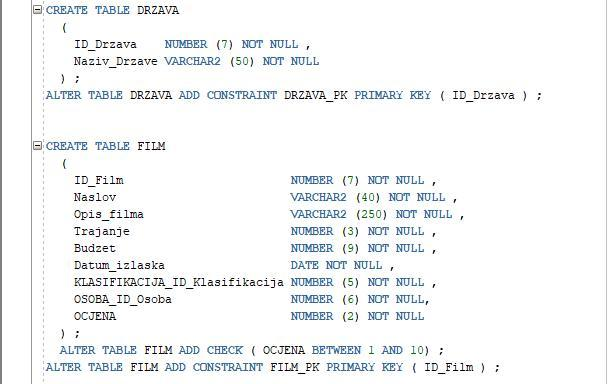 CREATE TABLE DRZAVA
(
ID_Drzava NUMBER (7) NOT NULL ,
Naziv_Drzave VARCHAR2 (50) NOT NULL
) ;
ALTER TABLE DRZAVA ADD CONSTRAINT DRZAVA_PK PRIMARY KEY ( ID_Drzava ) ;
CREATE TABLE FILM
(
ID_Film NUMBER (7) NOT NULL ,
Naslov VARCHAR2 (40) NOT NULL ,
Opis_filma VARCHAR2 (250) NOT NULL ,
Trajanje NUMBER (3) NOT NULL ,
Budzet NUMBER (9) NOT NULL ,
Datum_izlaska DATE NOT NULL ,
KLASIFIKACIJA_ID_Klasifikacija NUMBER (5) NOT NULL ,
OSOBA_ID_Osoba NUMBER (6) NOT NULL,
OCJENA NUMBER (2) NOT NULL
) ;
ALTER TABLE FILM ADD CHECK ( OCJENA BETWEEN 1 AND 10) ;
ALTER TABLE FILM ADD CONSTRAINT FILM_PK PRIMARY KEY ( ID_Film ) ;